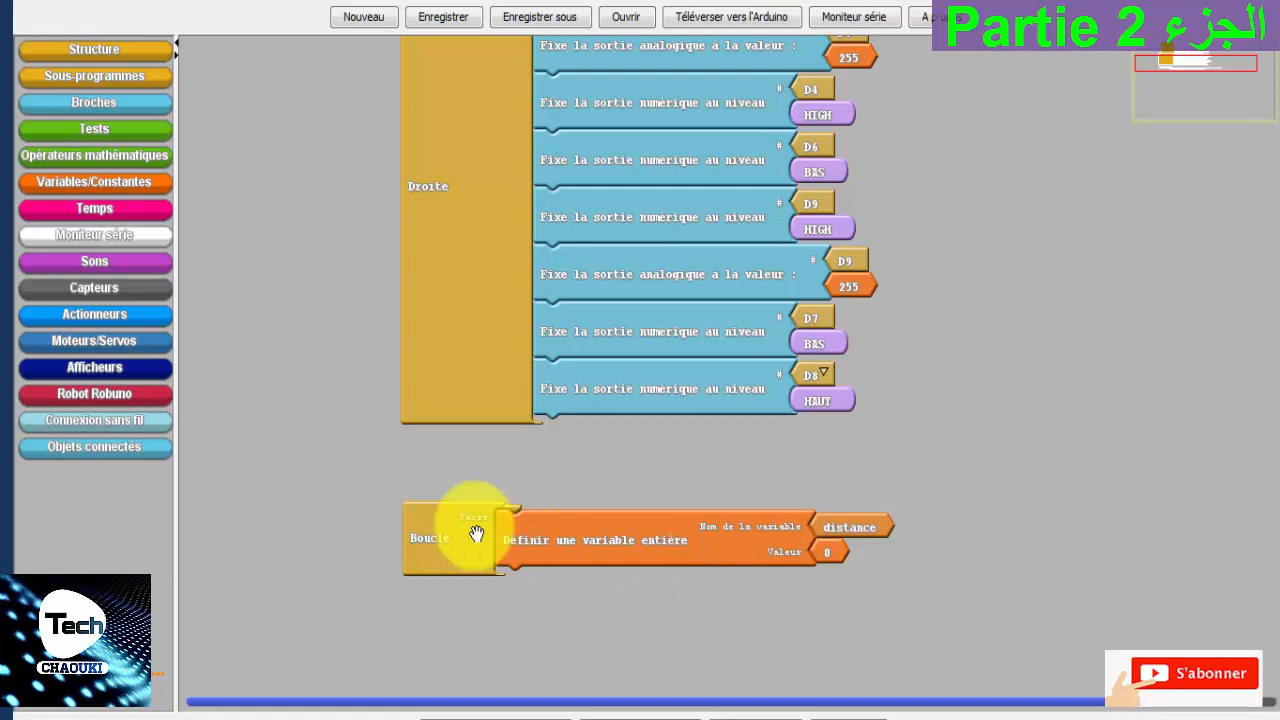 Nouveau
Enregistrer
Enregistrer sous
Ouvrir
Téléverser vers l'Arduino
Moniteur série
Partie 2 الجزء
Structure
Sous-programmes
Broches
Tests
Opérateurs mathématiques
Variables/Constantes
Temps
Moniteur série
Sons
Capteurs
Actionneurs
Moteurs/Servos
Afficheurs
Robot Robuno
Connexion sans fil
Objets connectés
Droite
Fixe la sortie analogique à la valeur :
255
Fixe la sortie numérique au niveau
# D4
HIGH
Fixe la sortie numérique au niveau
# D6
BAS
Fixe la sortie numérique au niveau
# D9
HIGH
Fixe la sortie analogique à la valeur :
# D9
255
Fixe la sortie numérique au niveau
# D7
BAS
Fixe la sortie numérique au niveau
# D8
HAUT
Boucle
Faire
Définir une variable entière
Nom de la variable distance
Valeur 0
Tech
CHAOUKI
S'abonner